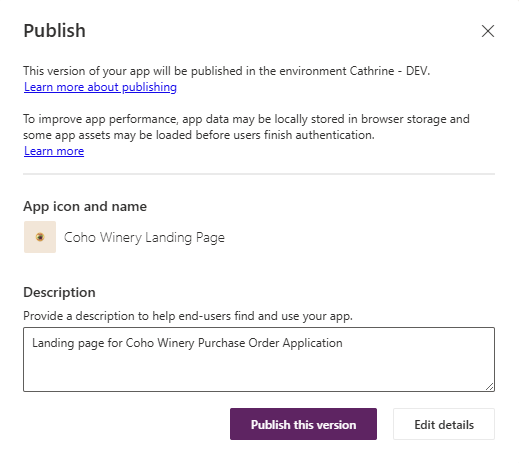 Publish
This version of your app will be published in the environment Cathrine - DEV.
Learn more about publishing
To improve app performance, app data may be locally stored in browser storage and
some app assets may be loaded before users finish authentication.
Learn more
App icon and name
Coho Winery Landing Page
Description
Provide a description to help end-users find and use your app.
Landing page for Coho Winery Purchase Order Application
Publish this version
Edit details